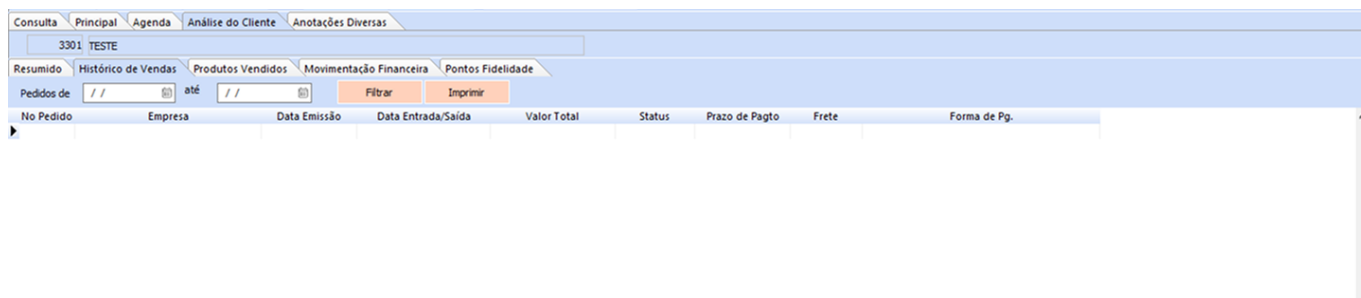 Consulta Principal Agenda Análise do Cliente Anotações Diversas
3301 TESTE
Resumido Histórico de Vendas Produtos Vendidos Movimentação Financeira Pontos Fidelidade
Pedidos de / / até / / Filtrar Imprimir
No Pedido Empresa Data Emissão Data Entrada/Saída Valor Total Status Prazo de Pagto Frete Forma de Pg.